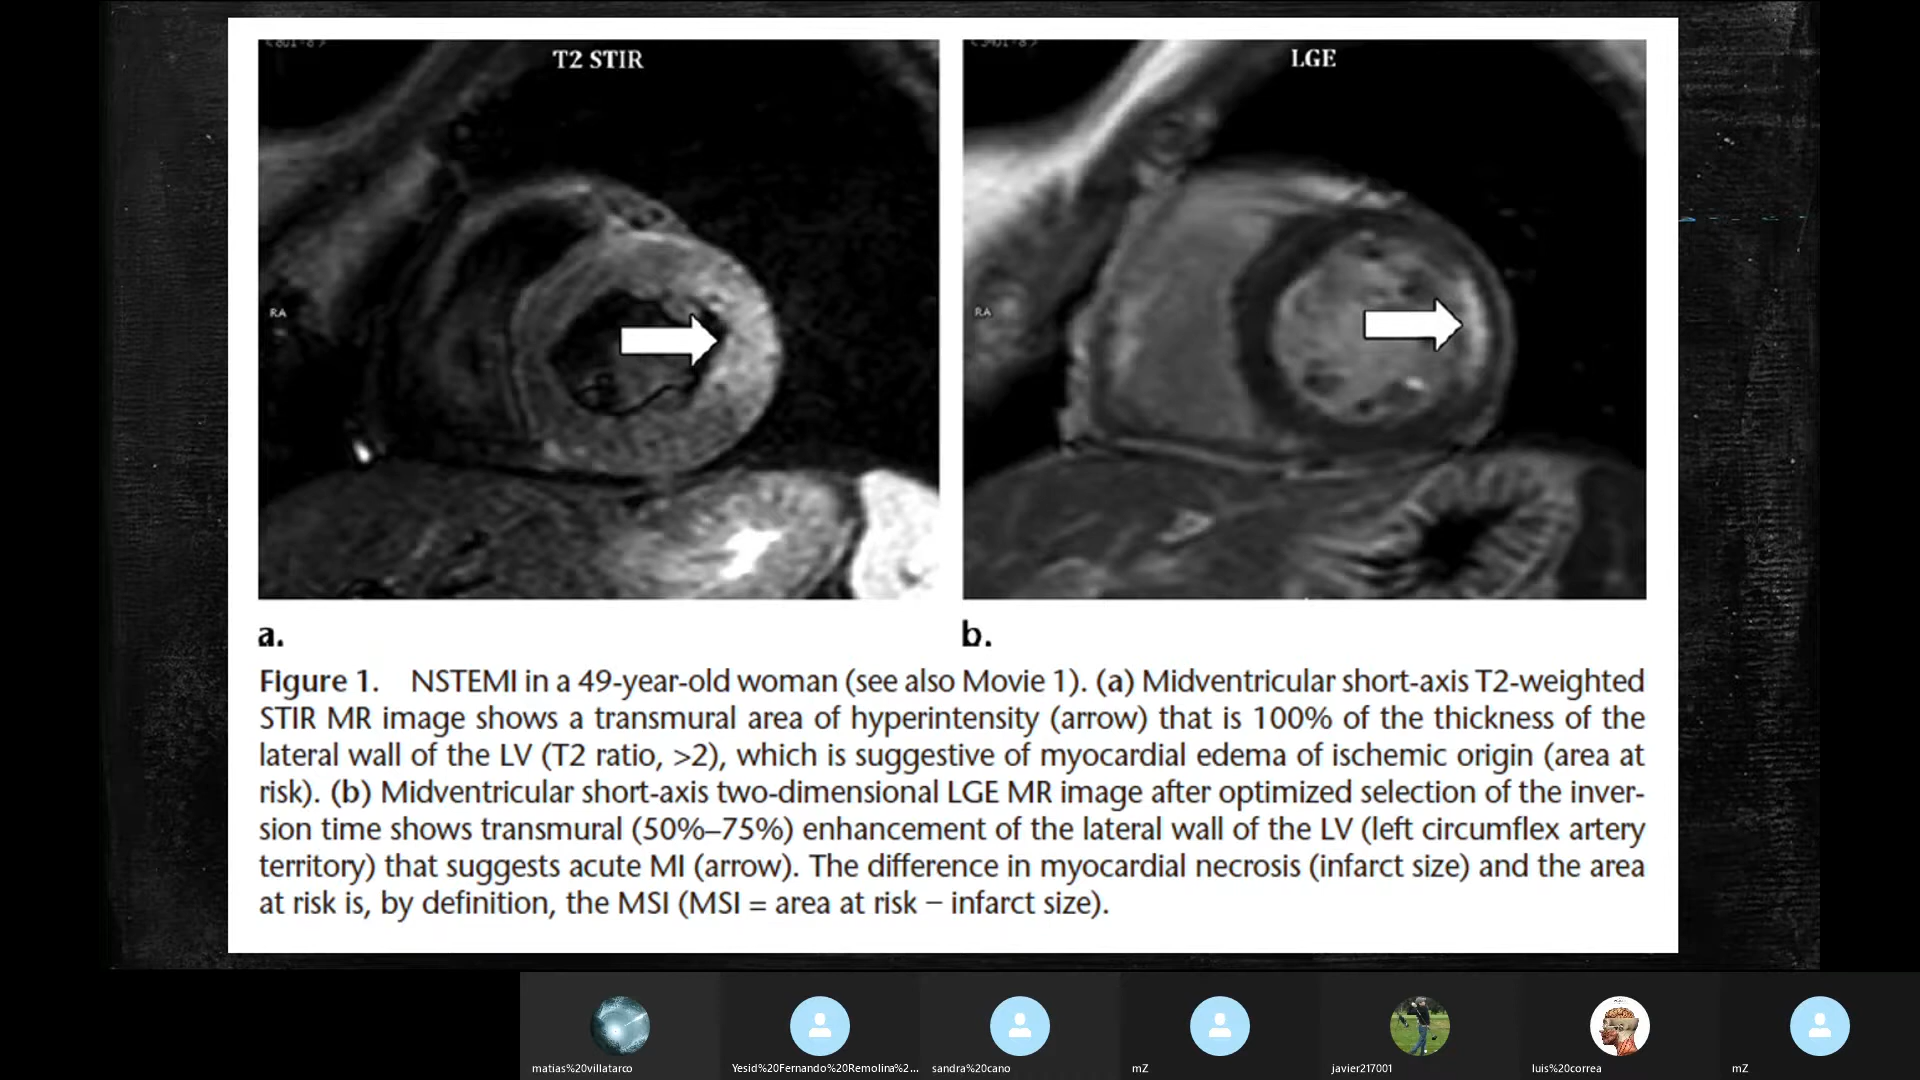 T2 STIR
LGE
RA
RA
a.
b.
Figure 1. NSTEMI in a 49-year-old woman (see also Movie 1). (a) Midventricular short-axis T2-weighted
STIR MR image shows a transmural area of hyperintensity (arrow) that is 100% of the thickness of the
lateral wall of the LV (T2 ratio, >2), which is suggestive of myocardial edema of ischemic origin (area at
risk). (b) Midventricular short-axis two-dimensional LGE MR image after optimized selection of the inver-
sion time shows transmural (50%–75%) enhancement of the lateral wall of the LV (left circumflex artery
territory) that suggests acute MI (arrow). The difference in myocardial necrosis (infarct size) and the area
at risk is, by definition, the MSI (MSI = area at risk − infarct size).
matias%20villatarco
Yesid%20Fernando%20Remolina%2...
sandra%20cano
mZ
javier217001
luis%20correa
mZ